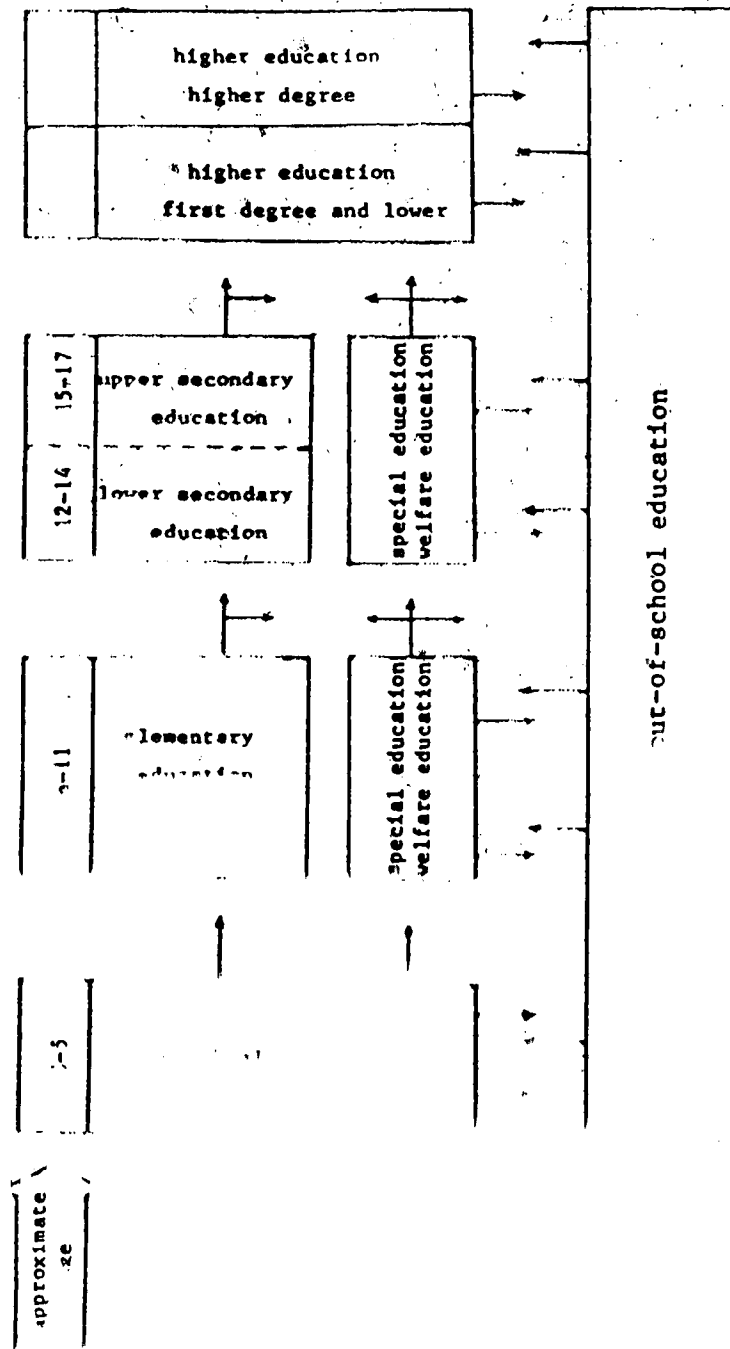 higher education
higher degree
higher education
first degree and lower
15-17
upper secondary
education
12-14
lower secondary
education
special education
welfare education
elementary
education
special education
welfare education
out-of-school education
approximate